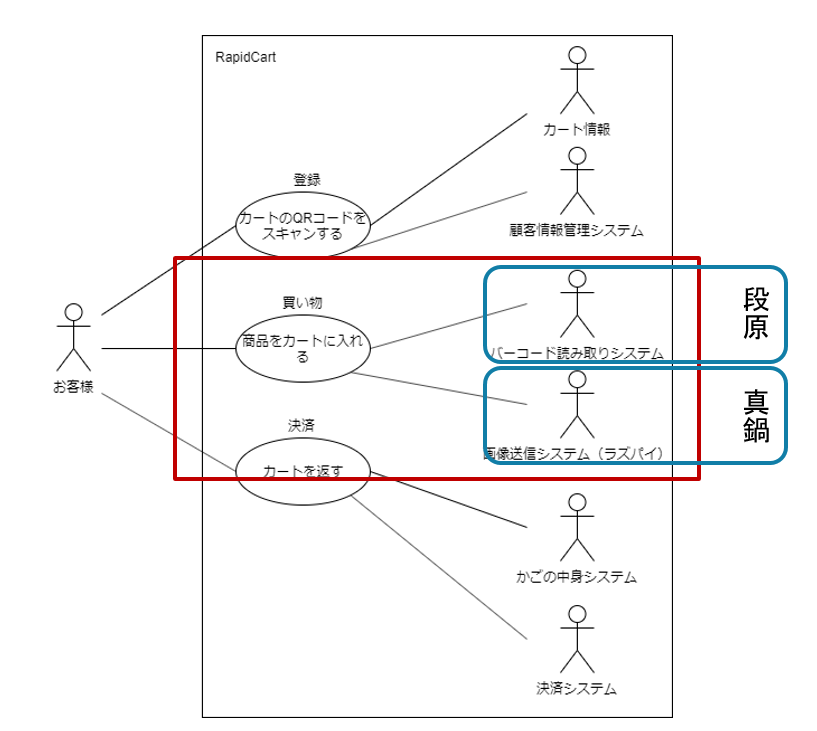 RapidCart
カート情報
登録
カートのQRコードを
スキャンする
顧客情報管理システム
買い物
商品をカートに入れ
る
バーコード読み取りシステム
段原
お客様
決済
カートを返す
画像送信システム（ラズパイ）
真鍋
かごの中身システム
決済システム